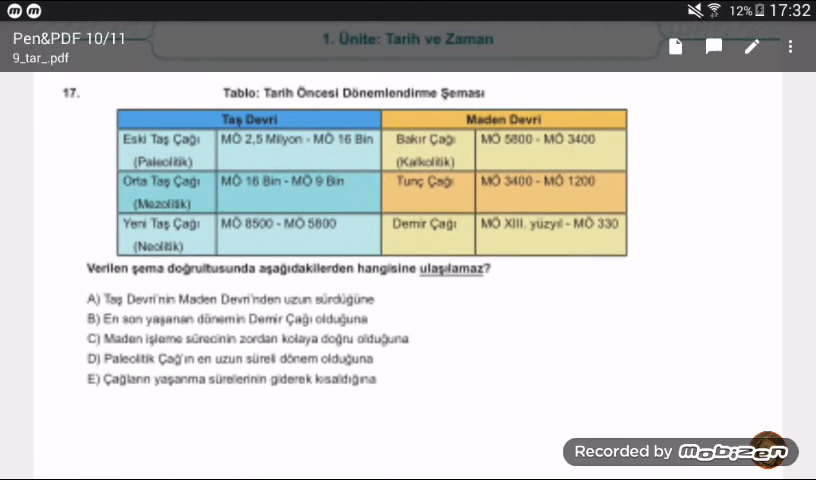 12% 17:32
Pen&PDF 10/11
9_tar_.pdf
1. Ünite: Tarih ve Zaman
17. Tablo: Tarih Öncesi Dönemlendirme Şeması
Taş Devri Maden Devri
Eski Taş Çağı MÖ 2,5 Milyon - MÖ 16 Bin Bakır Çağı MÖ 5800 - MÖ 3400
(Paleolitik) (Kalkolitik)
Orta Taş Çağı MÖ 16 Bin - MÖ 9 Bin Tunç Çağı MÖ 3400 - MÖ 1200
(Mezolitik)
Yeni Taş Çağı MÖ 8500 - MÖ 5800 Demir Çağı MÖ XIII. yüzyıl - MÖ 330
(Neolitik)
Verilen şema doğrultusunda aşağıdakilerden hangisine ulaşılamaz?
A) Taş Devri'nin Maden Devri'nden uzun sürdüğüne
B) En son yaşanan dönemin Demir Çağı olduğuna
C) Maden işleme sürecinin zordan kolaya doğru olduğuna
D) Paleolitik Çağ'ın en uzun süreli dönem olduğuna
E) Çağların yaşanma sürelerinin giderek kısaldığına
Recorded by Mobizen